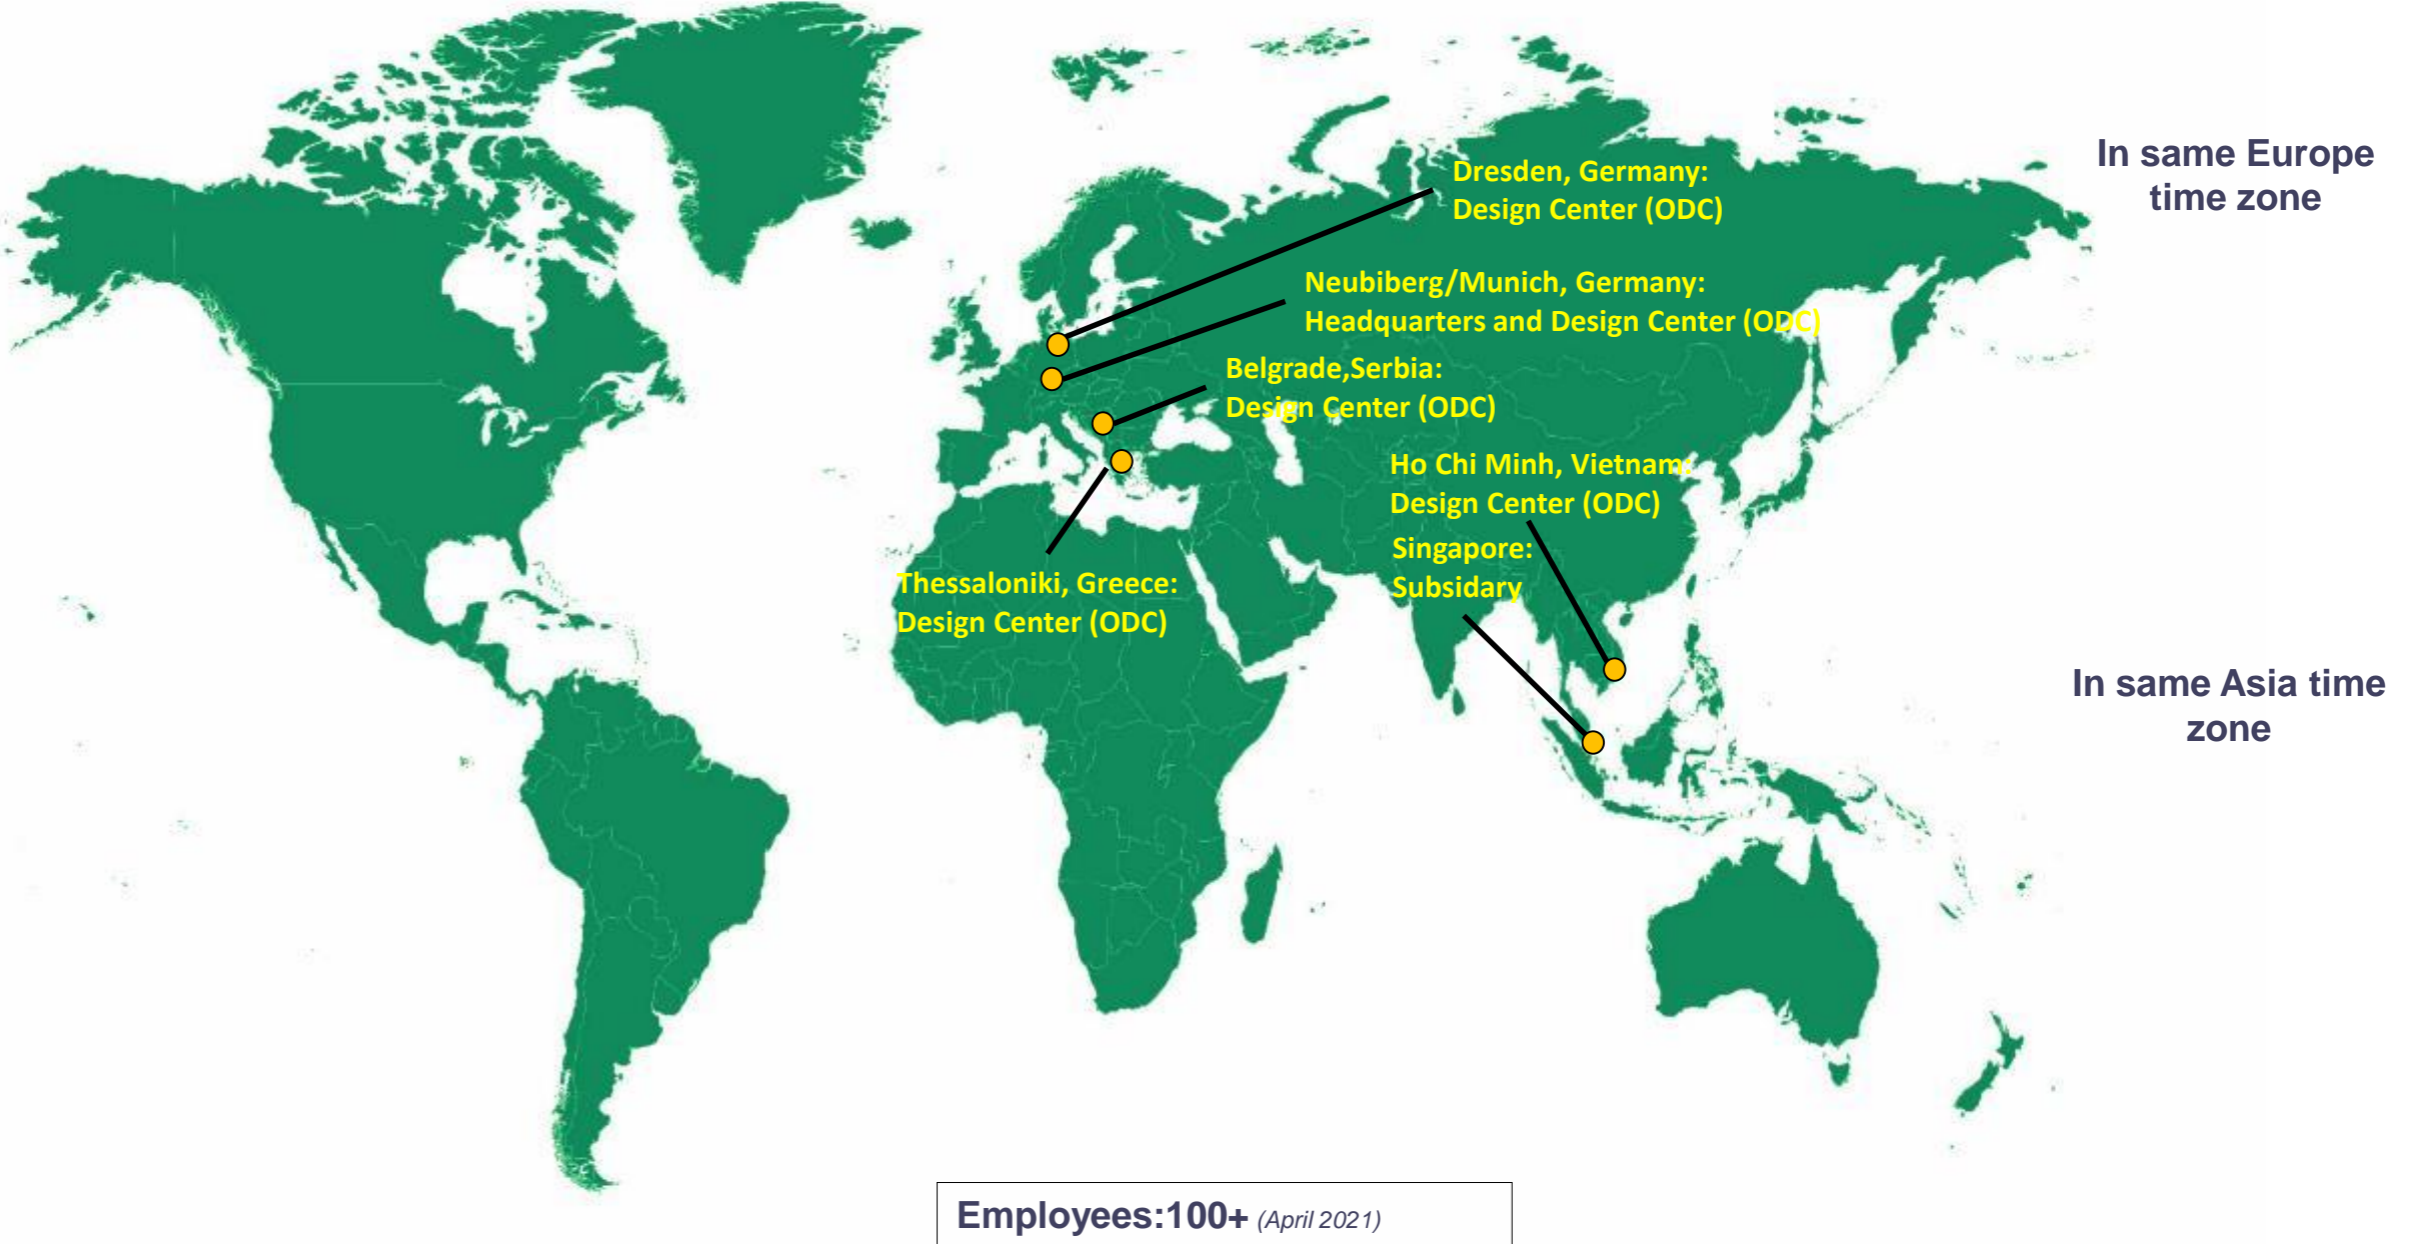 In same Europe
time zone
Dresden, Germany:
Design Center (ODC)
Neubiberg/Munich, Germany:
Headquarters and Design Center (ODC)
Belgrade,Serbia:
Design Center (ODC)
Ho Chi Minh, Vietnam:
Design Center (ODC)
Singapore:
Subsidary
Thessaloniki, Greece:
Design Center (ODC)
In same Asia time
zone
Employees:100+ (April 2021)